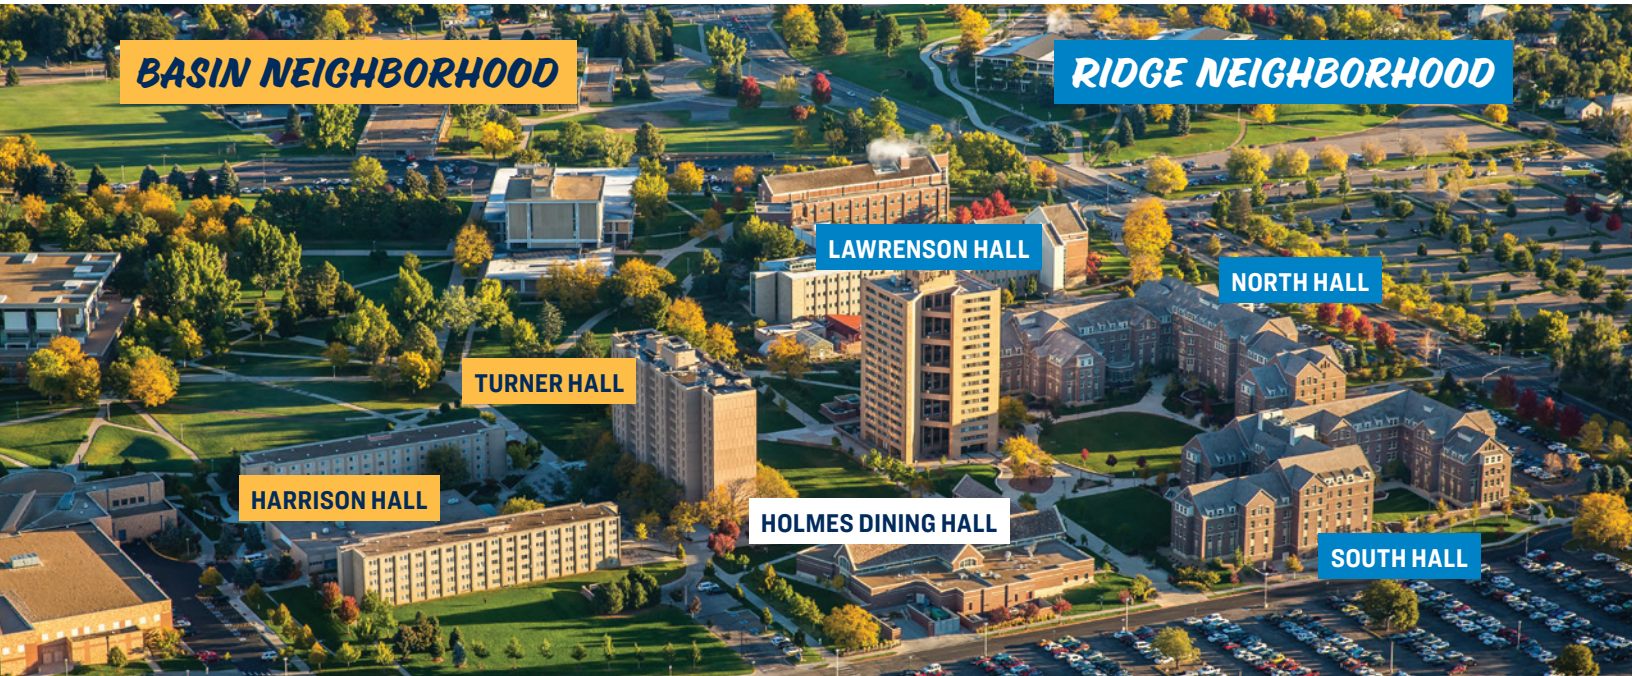 BASIN NEIGHBORHOOD
RIDGE NEIGHBORHOOD
LAWRENSON HALL
NORTH HALL
TURNER HALL
HARRISON HALL
HOLMES DINING HALL
SOUTH HALL